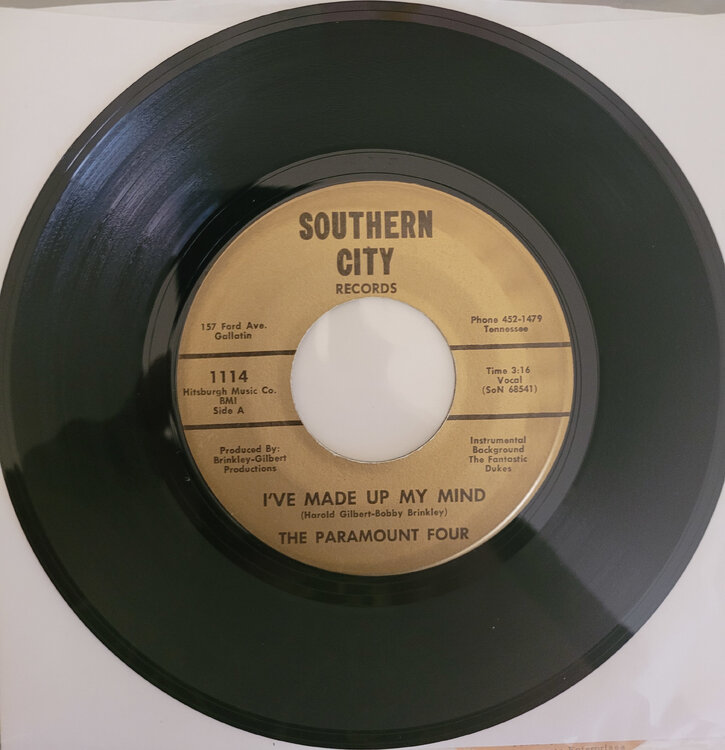 SOUTHERN
CITY
RECORDS
157 Ford Ave.
Gallatin
Phone 452-1479
Tennessee
1114
Hitsburgh Music Co.
BMI
Side A
Time 3:16
Vocal
(SoN 68541)
Produced By:
Brinkley-Gilbert
Productions
Instrumental
Background
The Fantastic
Dukes
I'VE MADE UP MY MIND
(Harold Gilbert-Bobby Brinkley)
THE PARAMOUNT FOUR